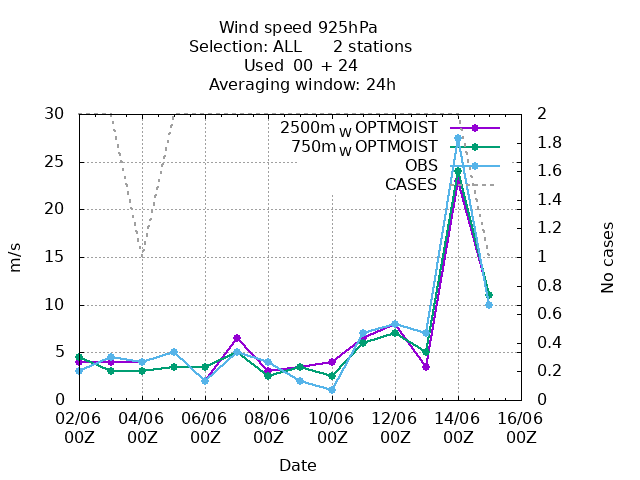 Wind speed 925hPa
Selection: ALL 2 stations
Used 00 + 24
Averaging window: 24h
2500m W OPTMOIST
750m W OPTMOIST
OBS
CASES
30
25
20
15
10
5
0
m/s
2
1.8
1.6
1.4
1.2
1
0.8
0.6
0.4
0.2
0
No cases
02/06 04/06 06/06 08/06 10/06 12/06 14/06 16/06
00Z 00Z 00Z 00Z 00Z 00Z 00Z 00Z
Date